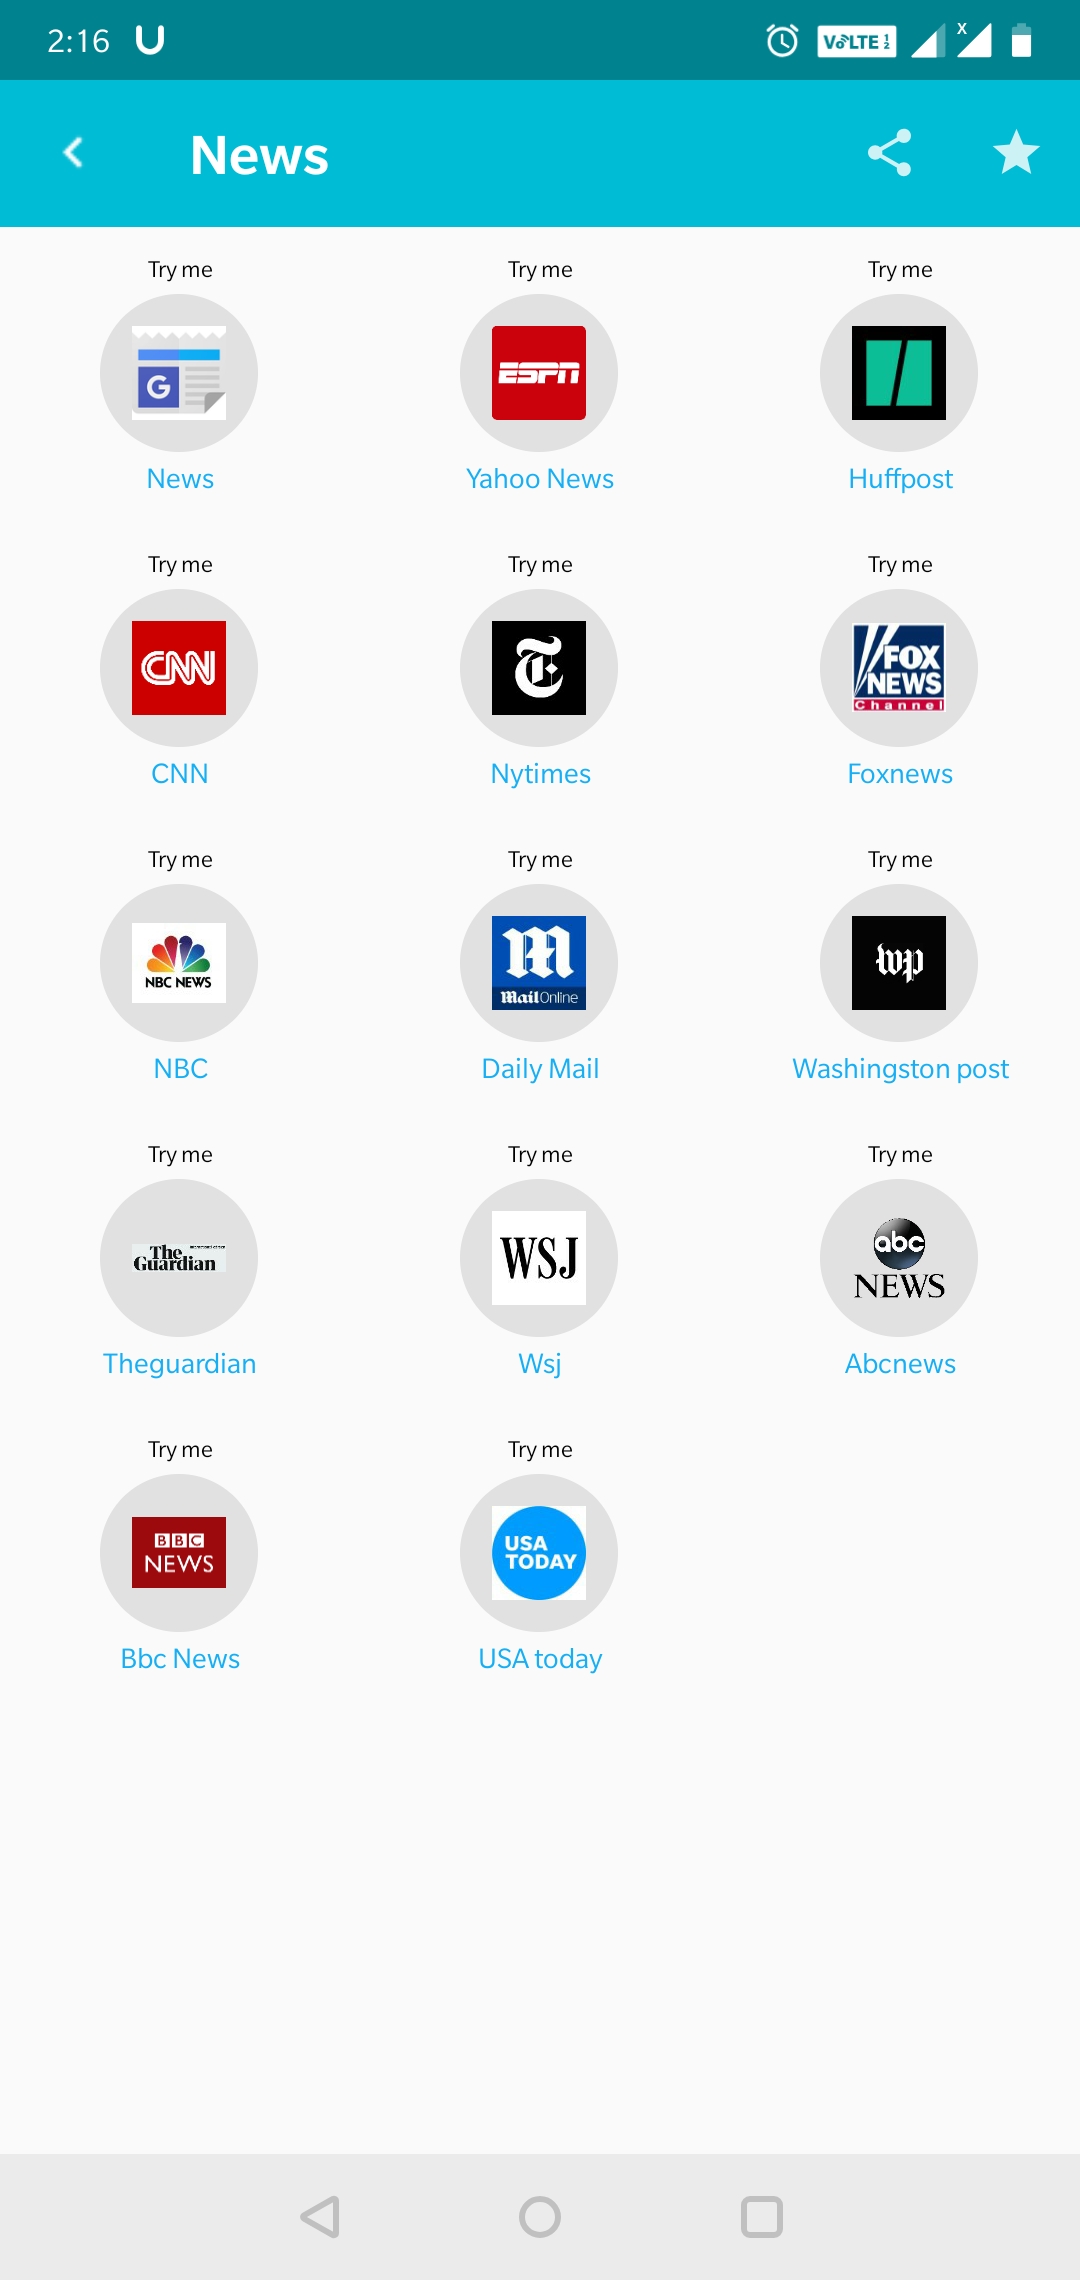 2:16
VoLTE 1 2
X
News
Try me
Try me
Try me
G
ESPN
News
Yahoo News
Huffpost
Try me
Try me
Try me
CNN
T
FOX
NEWS
Channel
CNN
Nytimes
Foxnews
Try me
Try me
Try me
NBC NEWS
M
MailOnline
wp
NBC
Daily Mail
Washingston post
Try me
Try me
Try me
The
Guardian
WSJ
abc
NEWS
Theguardian
Wsj
Abcnews
Try me
Try me
BBC
NEWS
USA
TODAY
Bbc News
USA today